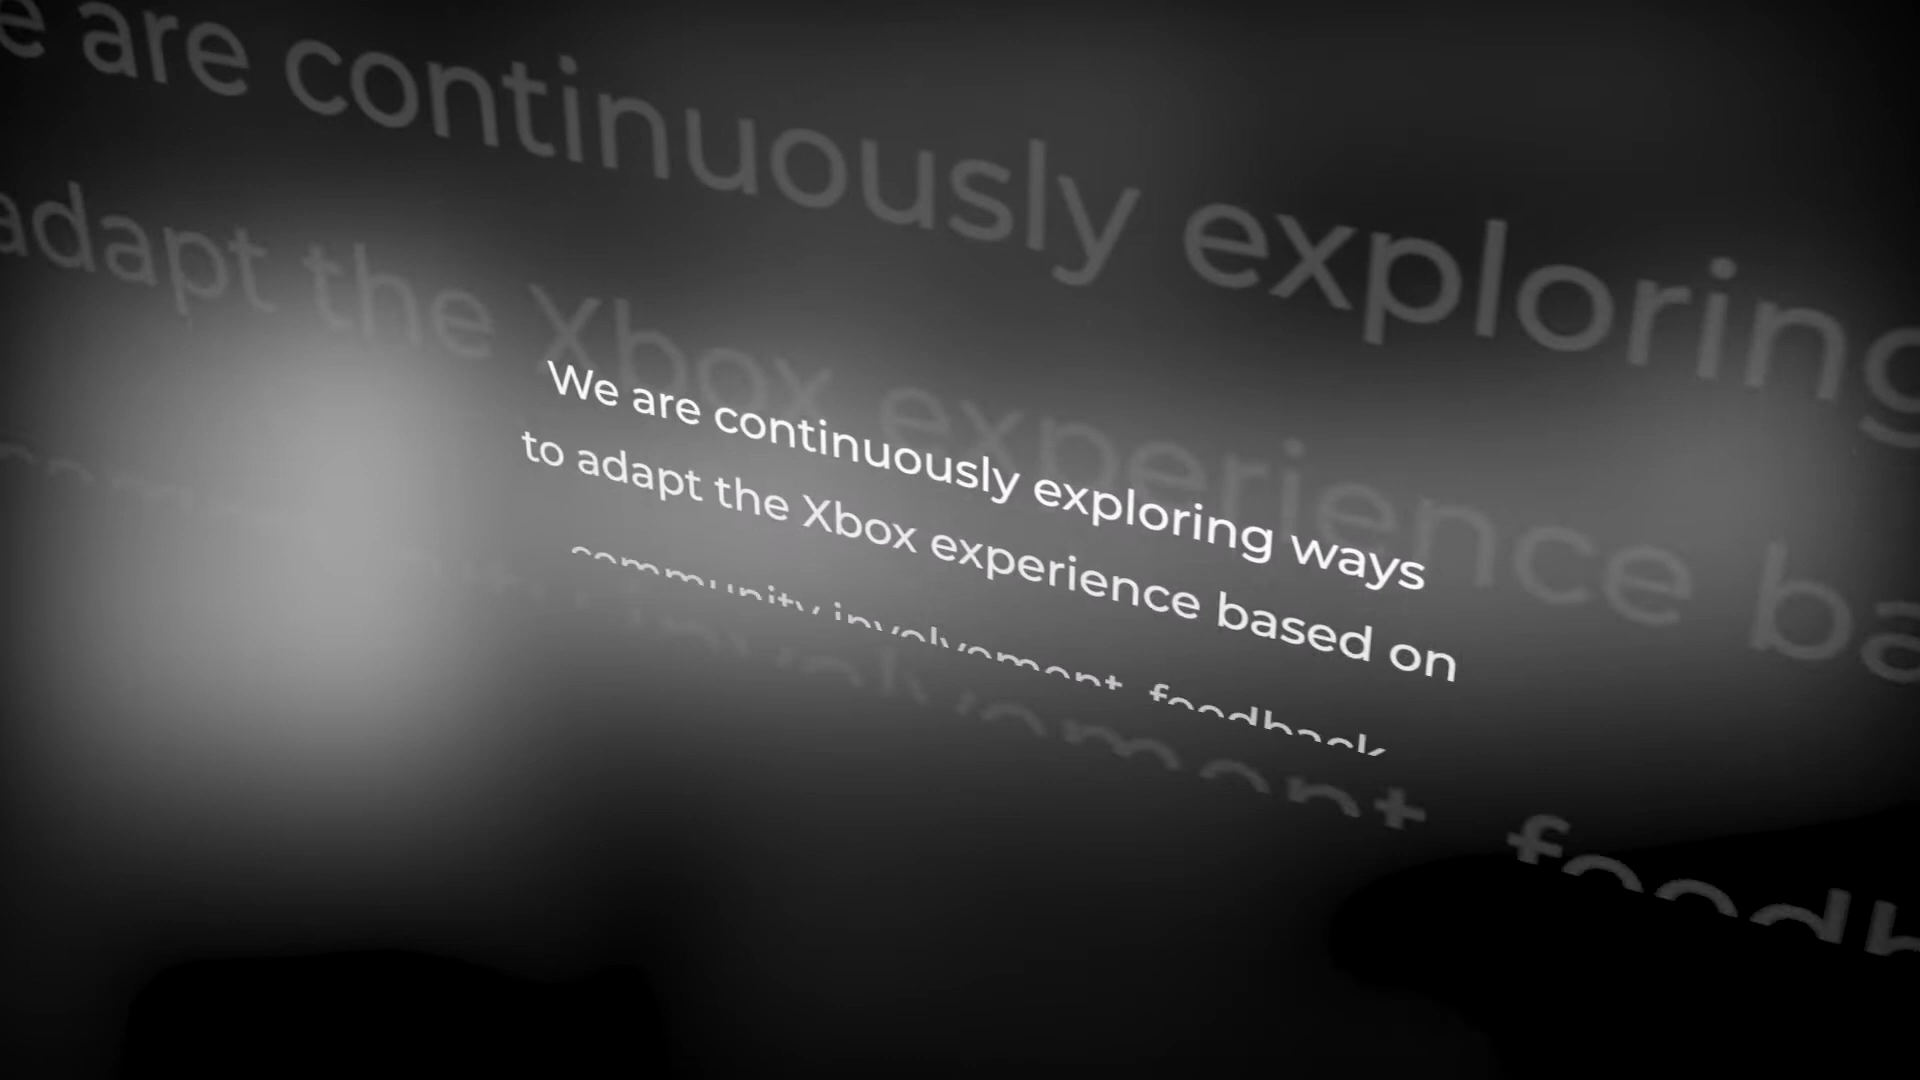 We are continuously exploring ways
to adapt the Xbox experience based on
community involvement feedback
e are continuously exploring
adapt the Xbox experience ba